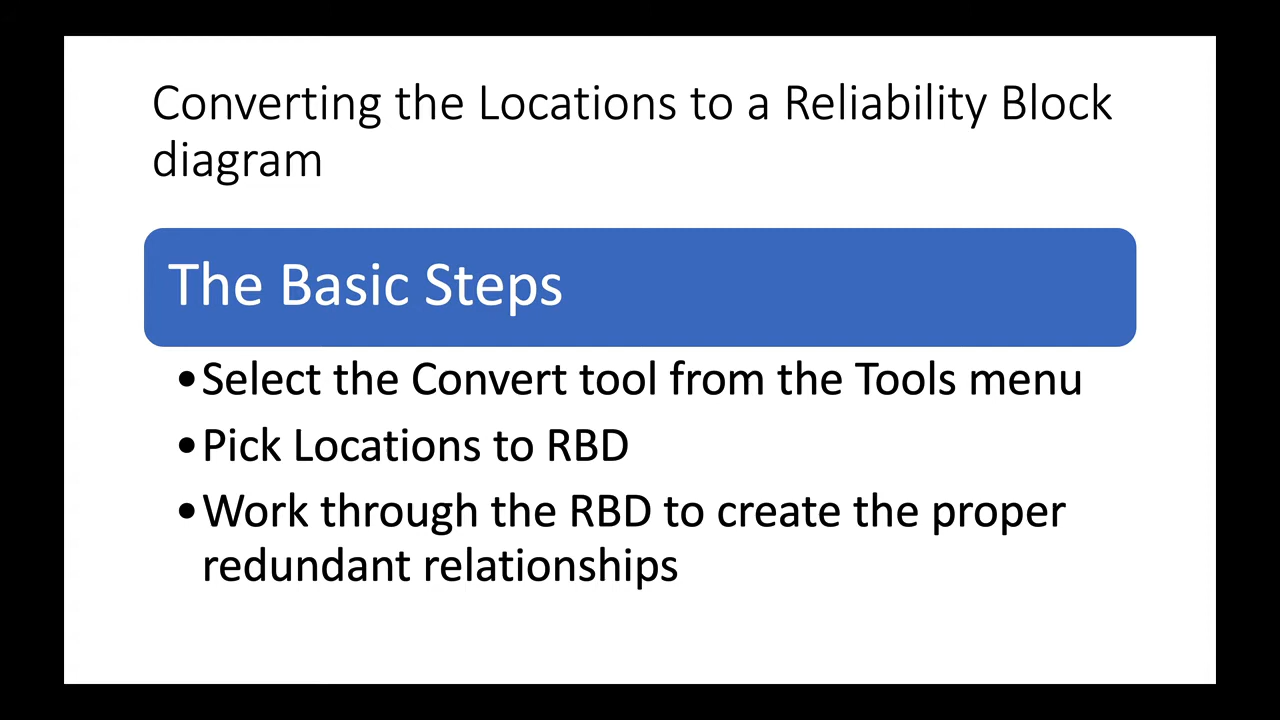 Converting the Locations to a Reliability Block
diagram
The Basic Steps
•Select the Convert tool from the Tools menu
•Pick Locations to RBD
•Work through the RBD to create the proper
redundant relationships